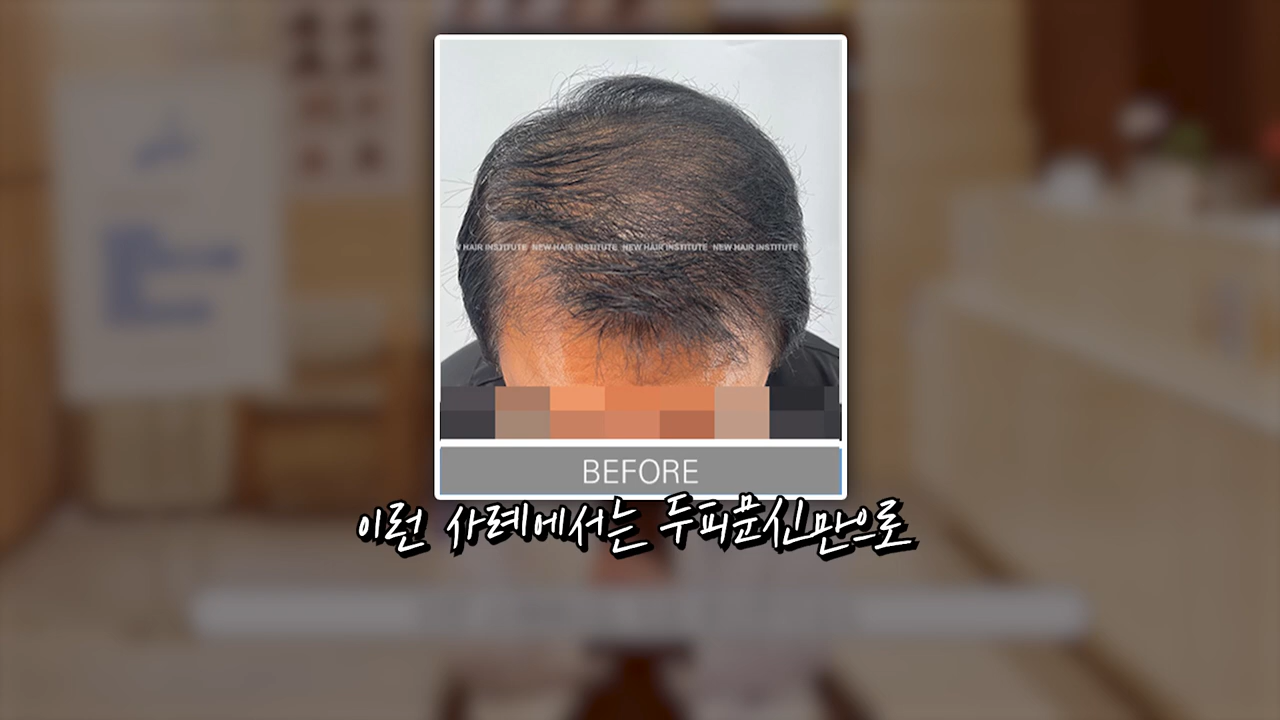 W HAIR INSTITUTE NEW HAIR INSTITUTE NEW HAIR INSTITUTE NEW HAIR INSTITUTE
BEFORE
이런 사례에서는 두피문신만으로